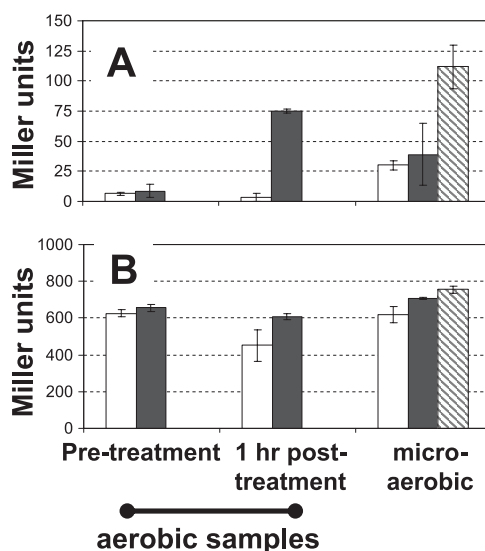 A
Miller units
150
125
100
75
50
25
0
B
Miller units
1000
800
600
400
200
0
Pre-treatment 1 hr post- micro-
treatment aerobic
aerobic samples